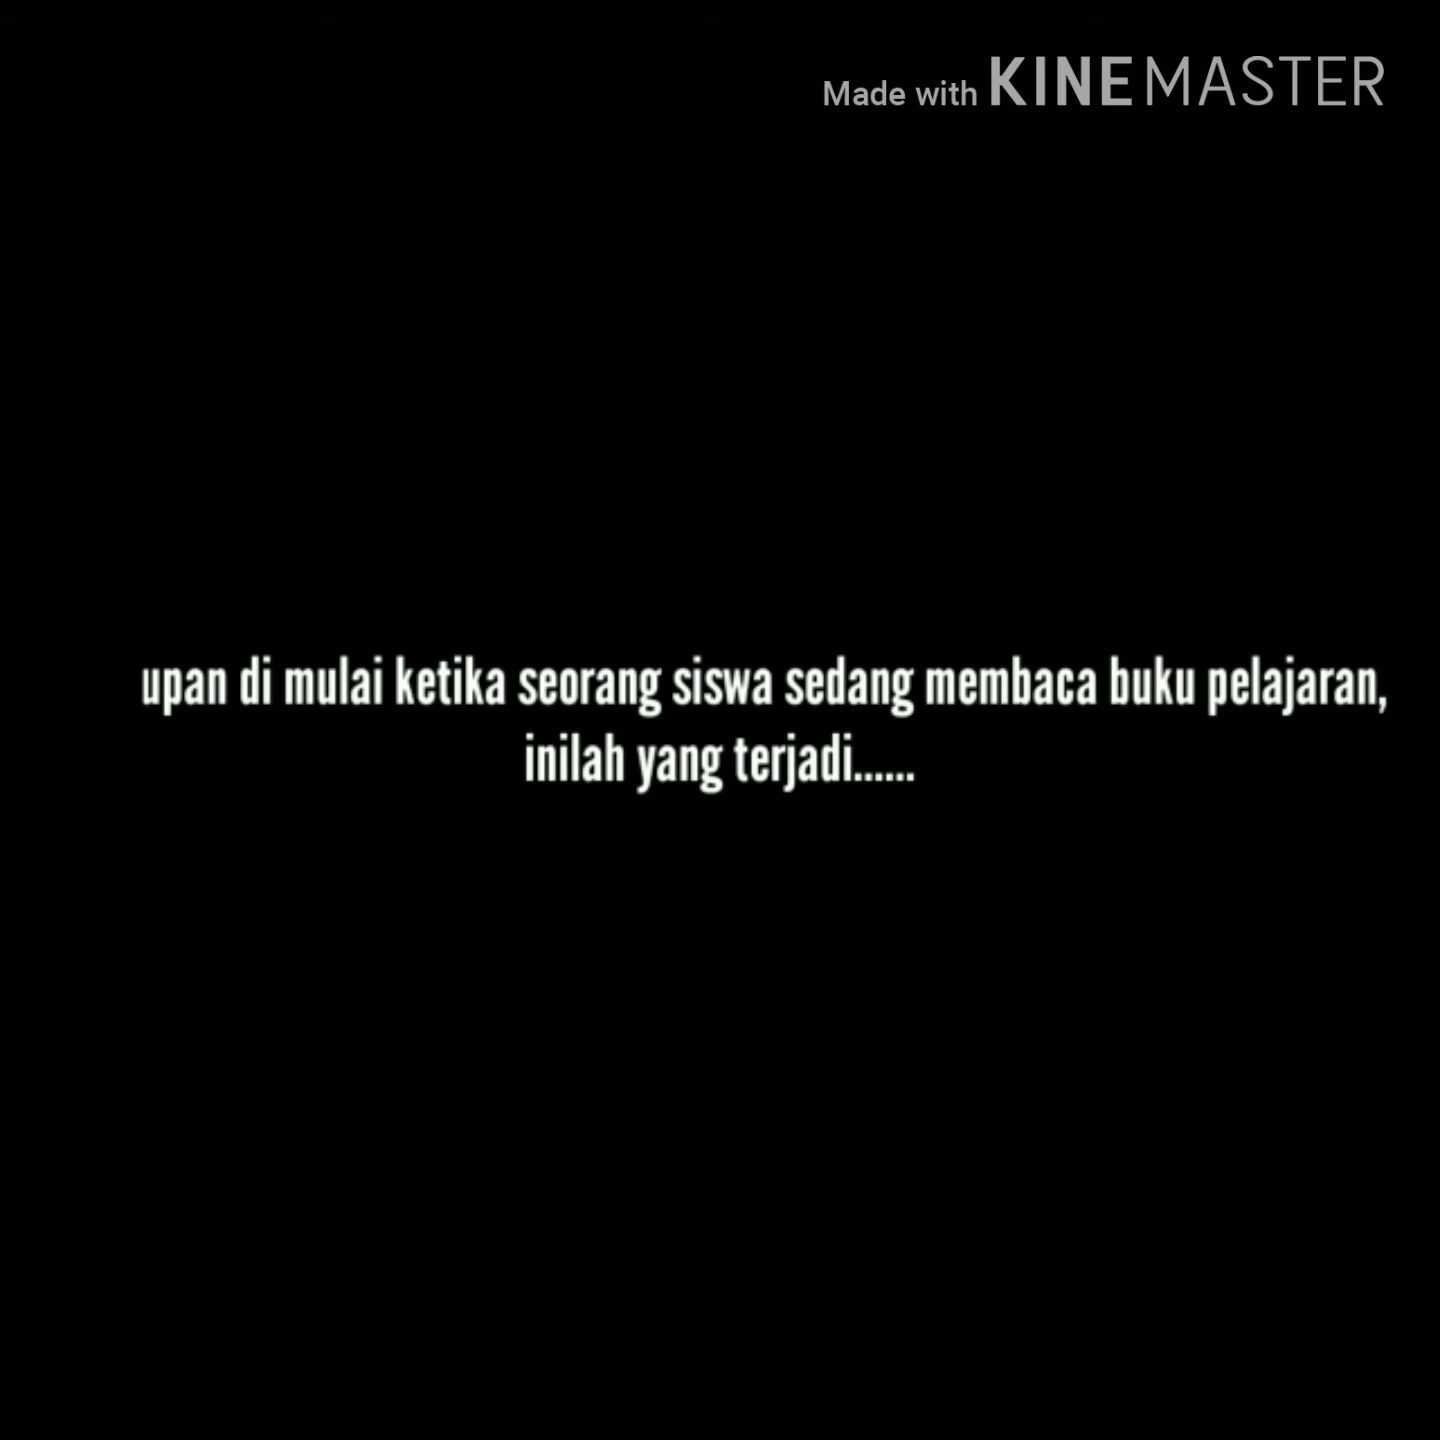 Made with KINEMASTER
upan di mulai ketika seorang siswa sedang membaca buku pelajaran,
inilah yang terjadi......